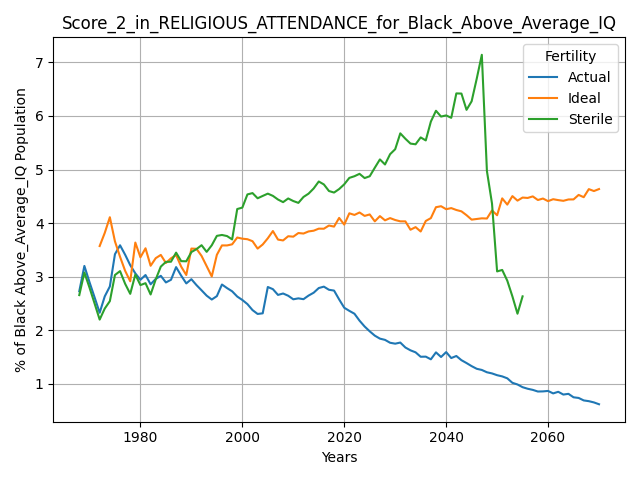 Score_2_in_RELIGIOUS_ATTENDANCE_for_Black_Above_Average_IQ
% of Black Above_Average_IQ Population
7
6
5
4
3
2
1
Fertility
Actual
Ideal
Sterile
1980 2000 2020 2040 2060
Years